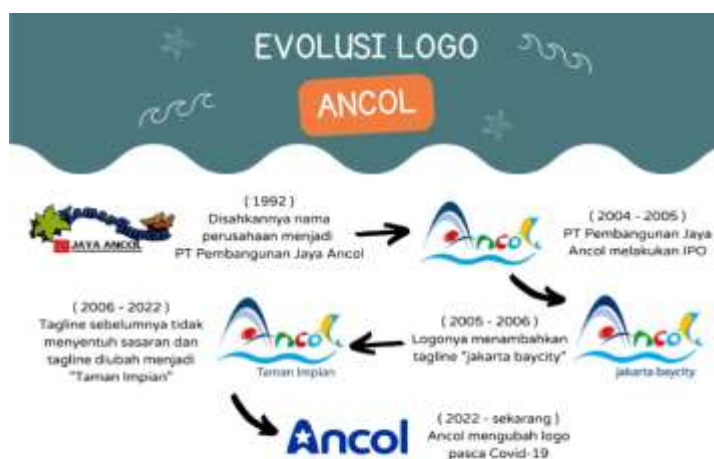 EVOLUSI LOGO
ANCOL
Taman Impian
JAYA ANCOL
( 1992 )
Disahkannya nama
perusahaan menjadi
PT Pembangunan Jaya Ancol
Ancol
( 2004 - 2005 )
PT Pembangunan Jaya
Ancol melakukan IPO
( 2006 - 2022 )
Tagline sebelumnya tidak
menyentuh sasaran dan
tagline diubah menjadi
"Taman Impian"
Ancol
Taman Impian
( 2005 - 2006 )
Logonya menambahkan
tagline "jakarta baycity"
Ancol
jakarta baycity
Ancol
( 2022 - sekarang )
Ancol mengubah logo
pasca Covid-19